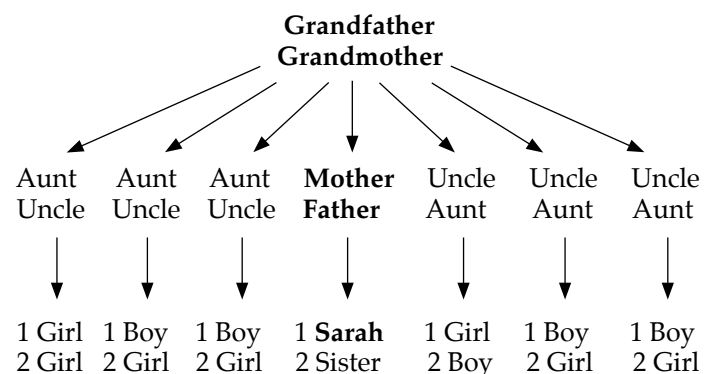 Grandfather
Grandmother
Aunt Aunt Aunt Mother Uncle Uncle Uncle
Uncle Uncle Uncle Father Aunt Aunt Aunt
1 Girl 1 Boy 1 Boy 1 Sarah 1 Girl 1 Boy 1 Boy
2 Girl 2 Girl 2 Girl 2 Sister 2 Boy 2 Girl 2 Girl